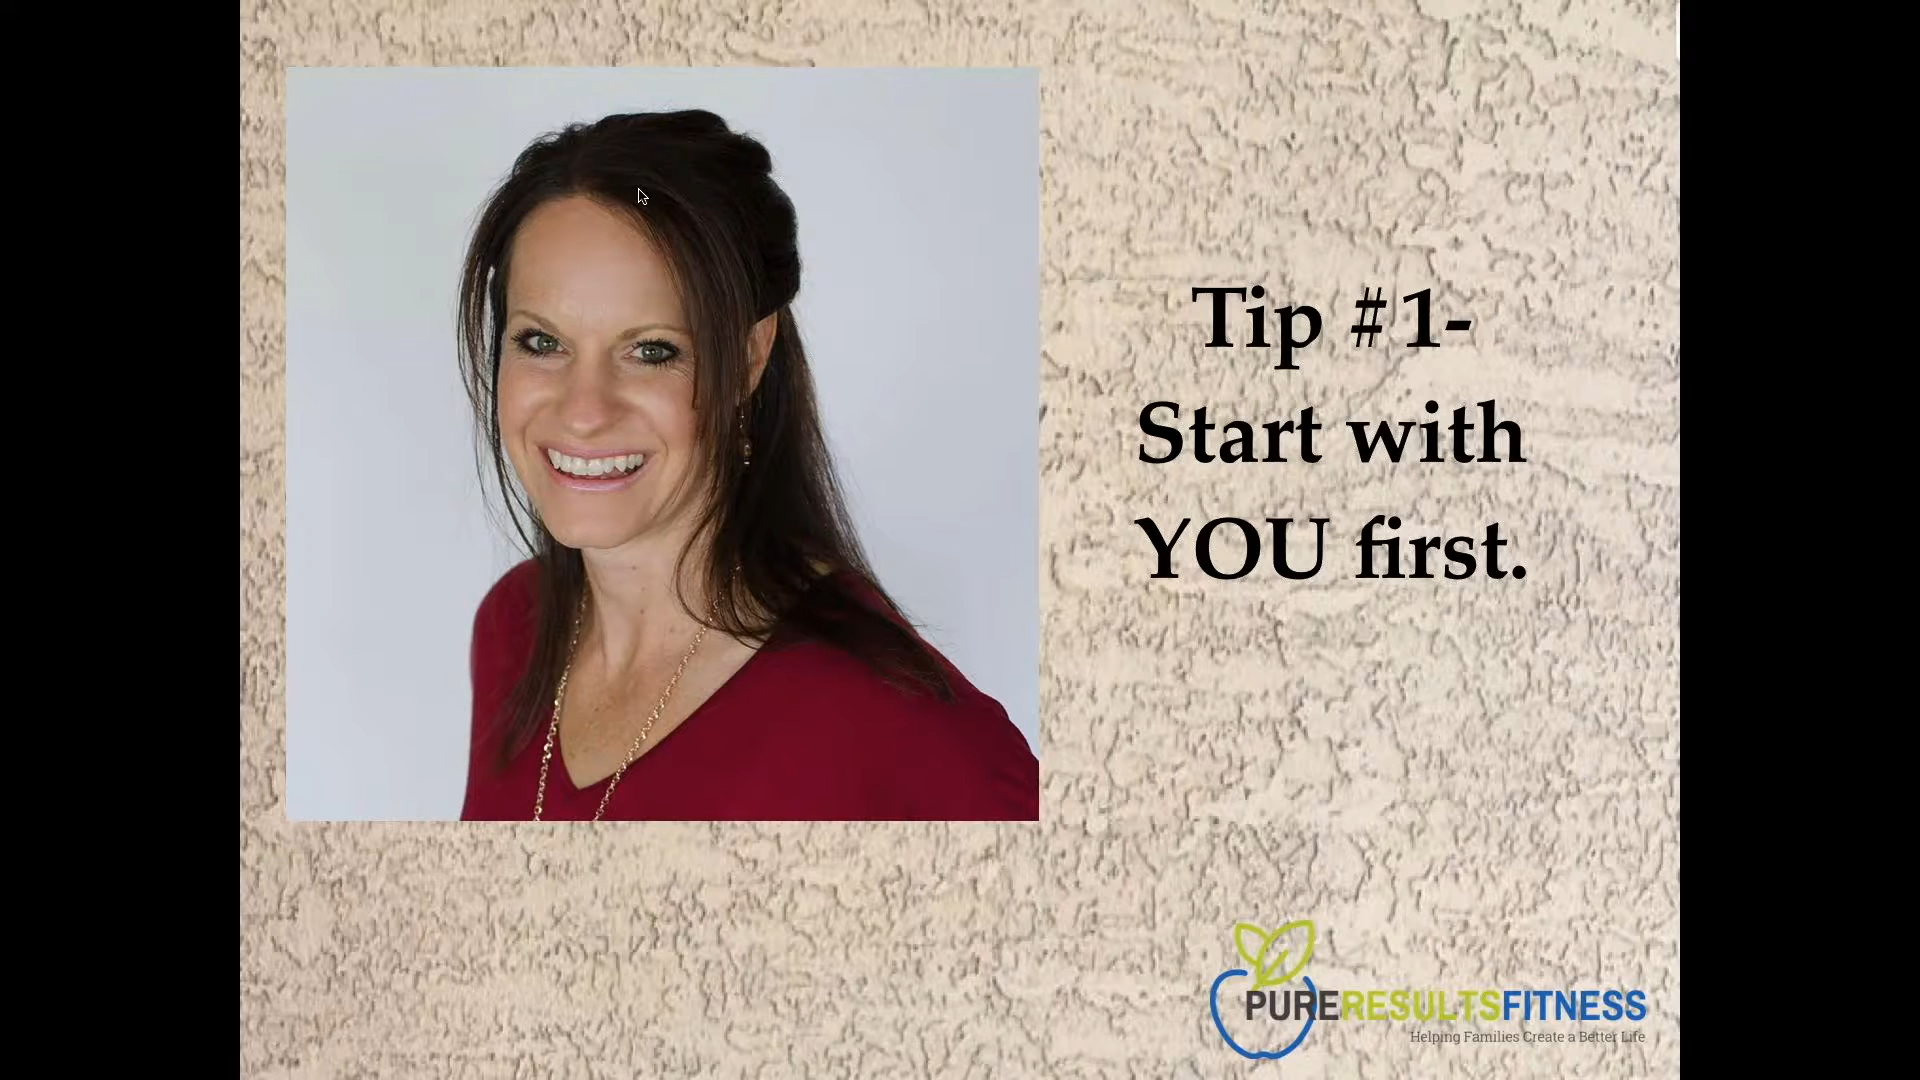 Tip #1-
Start with
YOU first.
PURERESULTSFITNESS
Helping Families Create a Better Life